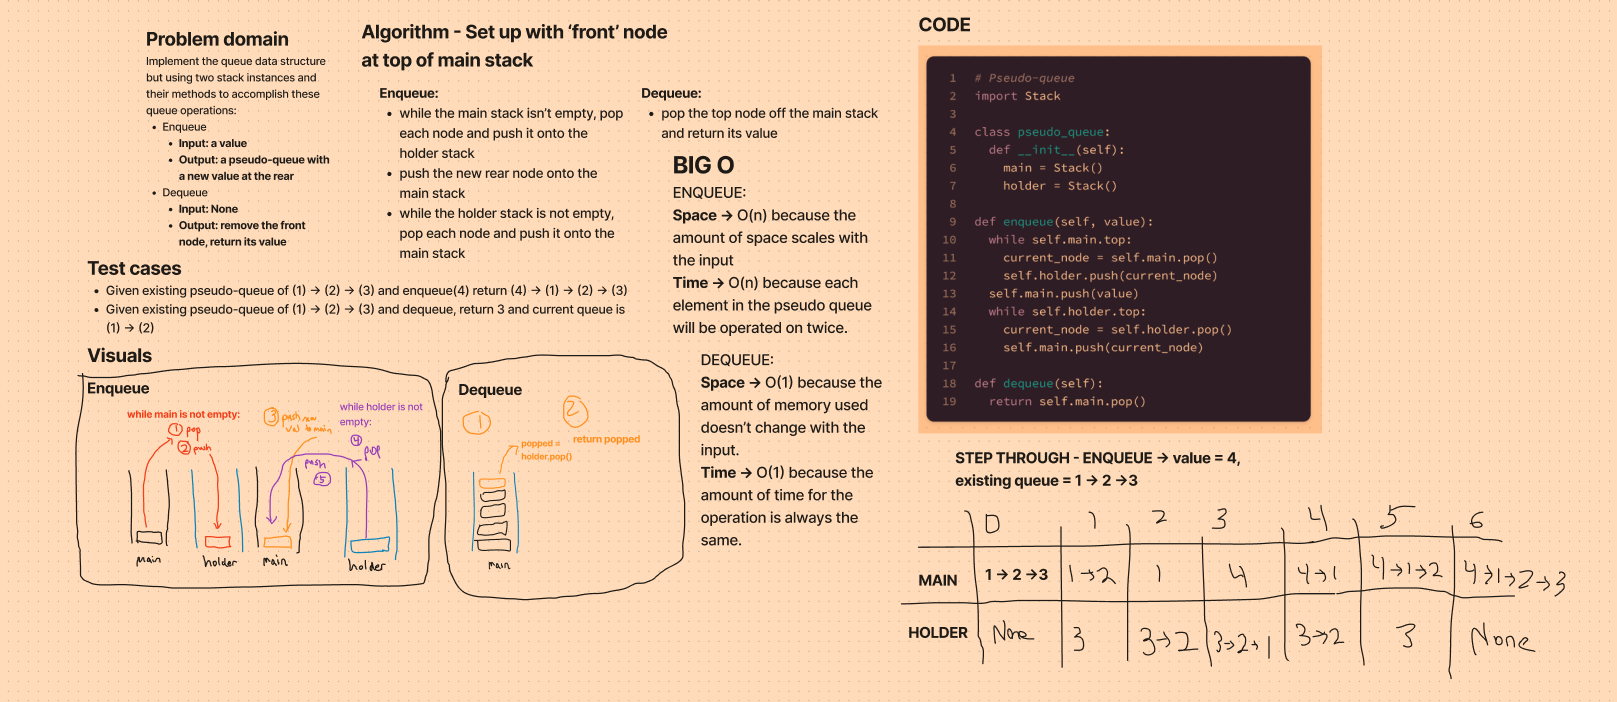 Problem domain
Implement the queue data structure
but using two stack instances and
their methods to accomplish these
queue operations:
• Enqueue
• Input: a value
• Output: a pseudo-queue with
a new value at the rear
• Dequeue
• Input: None
• Output: remove the front
node, return its value
Algorithm - Set up with ‘front’ node
at top of main stack
Enqueue:
• while the main stack isn’t empty, pop
each node and push it onto the
holder stack
• push the new rear node onto the
main stack
• while the holder stack is not empty,
pop each node and push it onto the
main stack
Dequeue:
• pop the top node off the main stack
and return its value
BIG O
ENQUEUE:
Space → O(n) because the
amount of space scales with
the input
Time → O(n) because each
element in the pseudo queue
will be operated on twice.
DEQUEUE:
Space → O(1) because the
amount of memory used
doesn’t change with the
input.
Time → O(1) because the
amount of time for the
operation is always the
same.
Test cases
• Given existing pseudo-queue of (1) → (2) → (3) and enqueue(4) return (4) → (1) → (2) → (3)
• Given existing pseudo-queue of (1) → (2) → (3) and dequeue, return 3 and current queue is
(1) → (2)
Visuals
Enqueue
while main is not empty:
1 pop
2 push
3 push new
val to main
while holder is not
empty:
4
pop
push
5
main
holder
main
holder
Dequeue
1
2
popped =
holder.pop()
return popped
main
CODE
1 # Pseudo-queue
2 import Stack
3
4 class pseudo_queue:
5 def __init__(self):
6 main = Stack()
7 holder = Stack()
8
9 def enqueue(self, value):
10 while self.main.top:
11 current_node = self.main.pop()
12 self.holder.push(current_node)
13 self.main.push(value)
14 while self.holder.top:
15 current_node = self.holder.pop()
16 self.main.push(current_node)
17
18 def dequeue(self):
19 return self.main.pop()
STEP THROUGH - ENQUEUE → value = 4,
existing queue = 1 → 2 →3
0 1 2 3 4 5 6
MAIN 1 → 2 →3 1→2 1 4 4→1 4→1→2 4→1→2→3
HOLDER None 3 3→2 3→2→1 3→2 3 None